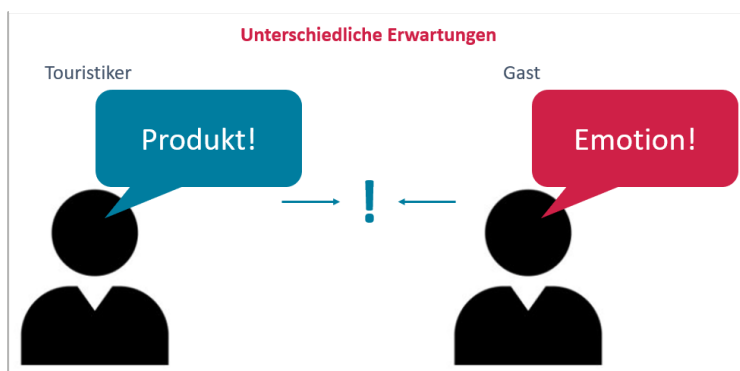 Unterschiedliche Erwartungen
Touristiker
Gast
Produkt!
Emotion!
!